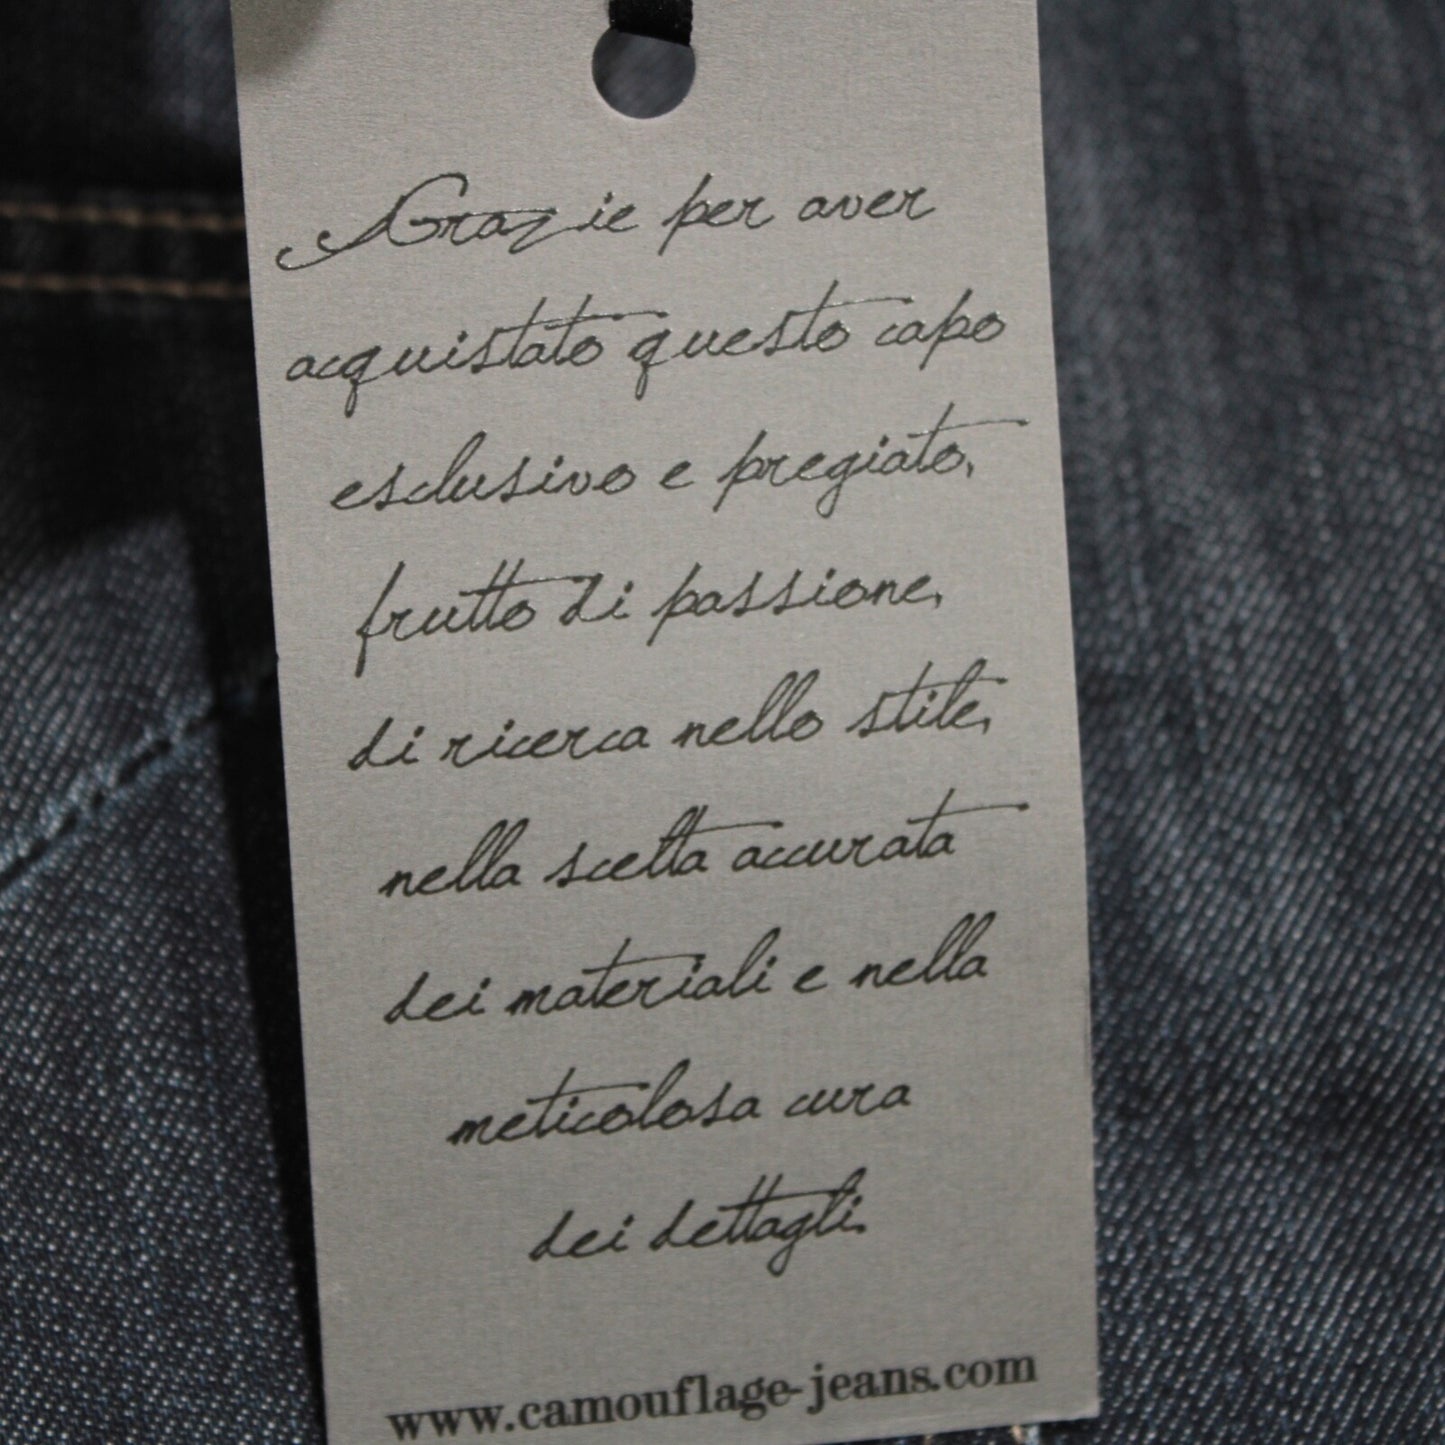 Grazie per aver
acquistato questo capo
esclusivo e pregiato,
frutto di passione,
di ricerca nello stile,
nella scelta accurata
dei materiali e nella
meticolosa cura
dei dettagli.
www.camouflage-jeans.com